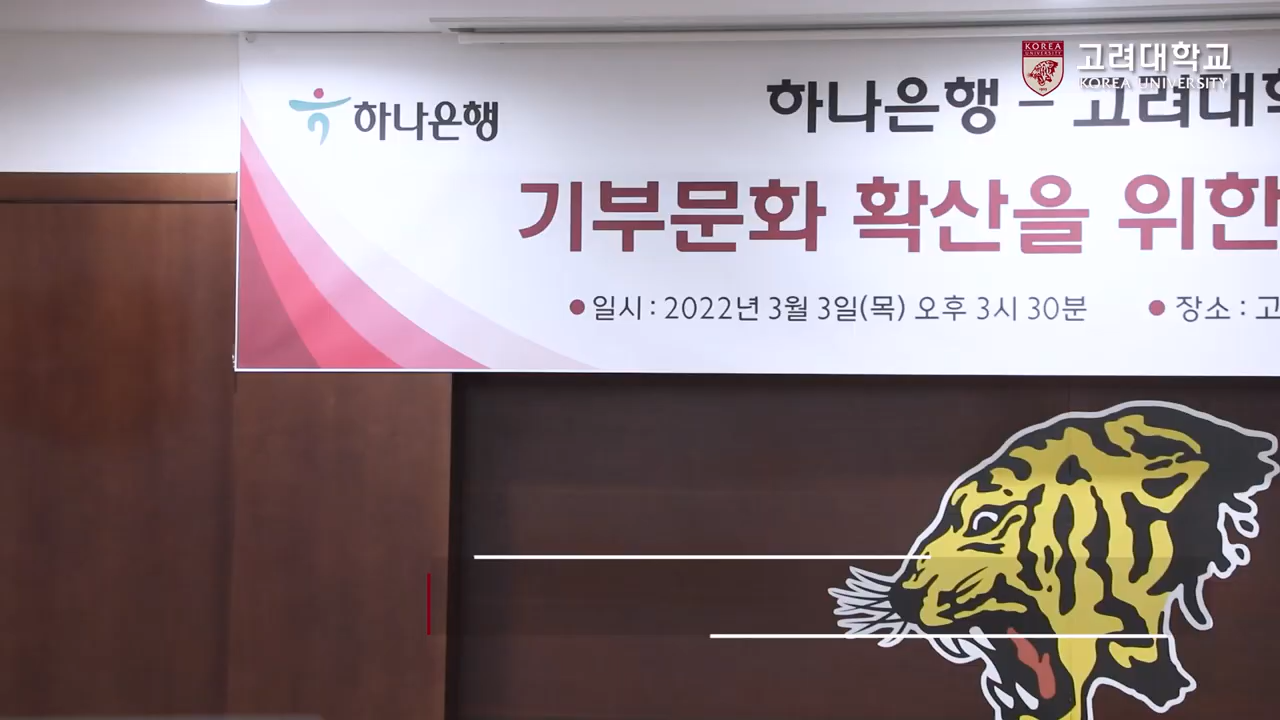 KOREA
UNIVERSITY
고려대학교
KOREA UNIVERSITY
하나은행
하나은행 – 고려대학
기부문화 확산을 위한
● 일시 : 2022년 3월 3일(목) 오후 3시 30분 ● 장소 : 고